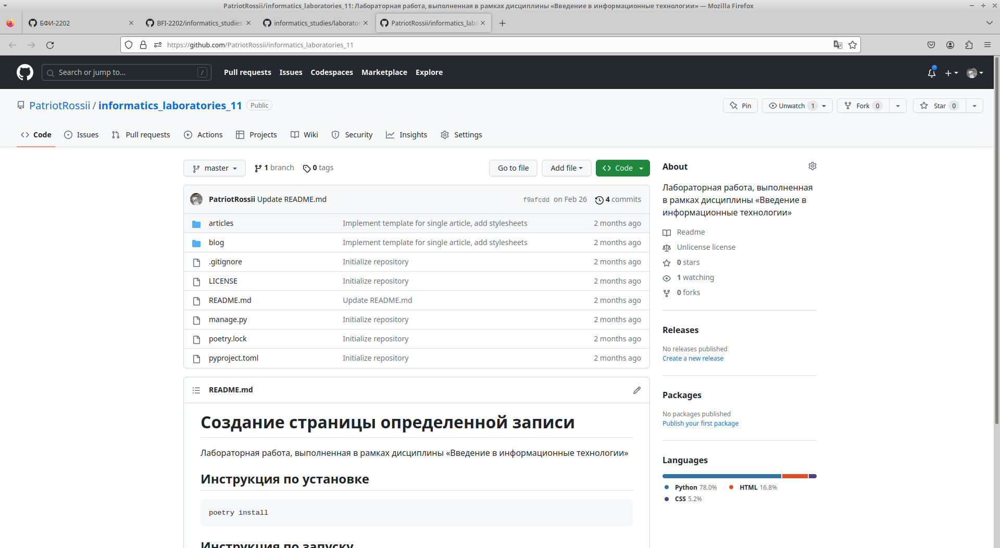 PatriotRossii/informatics_laboratories_11: Лабораторная работа, выполненная в рамках дисциплины «Введение в информационные технологии» — Mozilla Firefox
БФИ-2202
BFI-2202/informatics_studies:
informatics_studies/laborator
PatriotRossii/informatics_labo
https://github.com/PatriotRossii/informatics_laboratories_11
Search or jump to...
/
Pull requests
Issues
Codespaces
Marketplace
Explore
PatriotRossii / informatics_laboratories_11
Public
Pin
Unwatch 1
Fork 0
Star 0
Code
Issues
Pull requests
Actions
Projects
Wiki
Security
Insights
Settings
master
1 branch
0 tags
Go to file
Add file
Code
PatriotRossii Update README.md
f9afcdd on Feb 26
4 commits
articles Implement template for single article, add stylesheets 2 months ago
blog Implement template for single article, add stylesheets 2 months ago
.gitignore Initialize repository 2 months ago
LICENSE Initialize repository 2 months ago
README.md Update README.md 2 months ago
manage.py Initialize repository 2 months ago
poetry.lock Initialize repository 2 months ago
pyproject.toml Initialize repository 2 months ago
README.md
Создание страницы определенной записи
Лабораторная работа, выполненная в рамках дисциплины «Введение в информационные технологии»
Инструкция по установке
poetry install
Инструкция по запуску
About
Лабораторная работа, выполненная
в рамках дисциплины «Введение в
информационные технологии»
Readme
Unlicense license
0 stars
1 watching
0 forks
Releases
No releases published
Create a new release
Packages
No packages published
Publish your first package
Languages
Python 78.0%
HTML 16.8%
CSS 5.2%